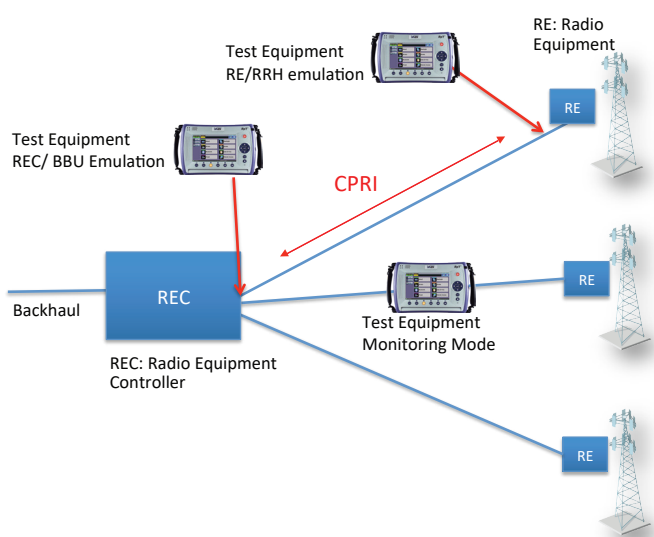 Test Equipment
RE/RRH emulation
RE: Radio
Equipment
RE
Test Equipment
REC/ BBU Emulation
CPRI
REC
RE
Backhaul
Test Equipment
Monitoring Mode
REC: Radio Equipment
Controller
RE